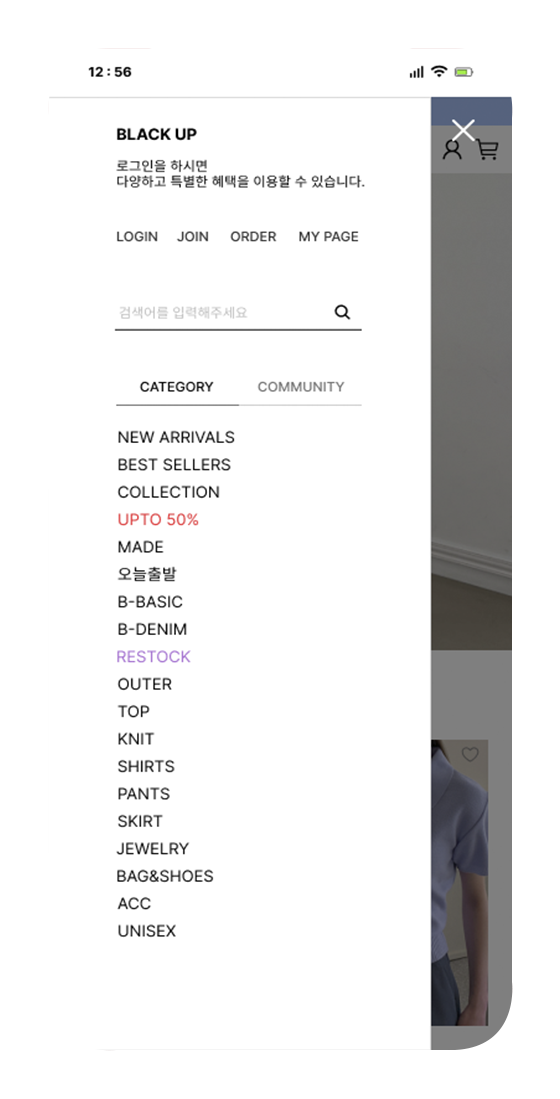 12:56
BLACK UP
로그인을 하시면
다양하고 특별한 혜택을 이용할 수 있습니다.
LOGIN JOIN ORDER MY PAGE
검색어를 입력해주세요
CATEGORY COMMUNITY
NEW ARRIVALS
BEST SELLERS
COLLECTION
UPTO 50%
MADE
오늘출발
B-BASIC
B-DENIM
RESTOCK
OUTER
TOP
KNIT
SHIRTS
PANTS
SKIRT
JEWELRY
BAG&SHOES
ACC
UNISEX